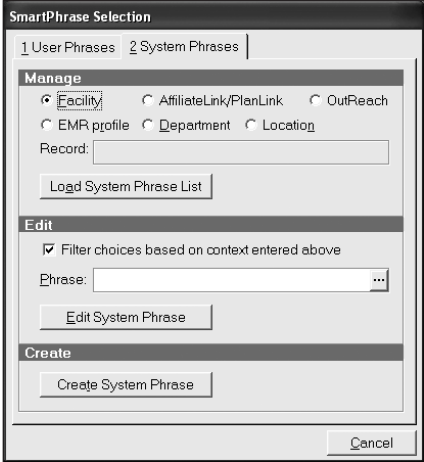 SmartPhrase Selection
1 User Phrases 2 System Phrases
Manage
Facility AffiliateLink/PlanLink OutReach
EMR profile Department Location
Record:
Load System Phrase List
Edit
Filter choices based on context entered above
Phrase: ...
Edit System Phrase
Create
Create System Phrase
Cancel